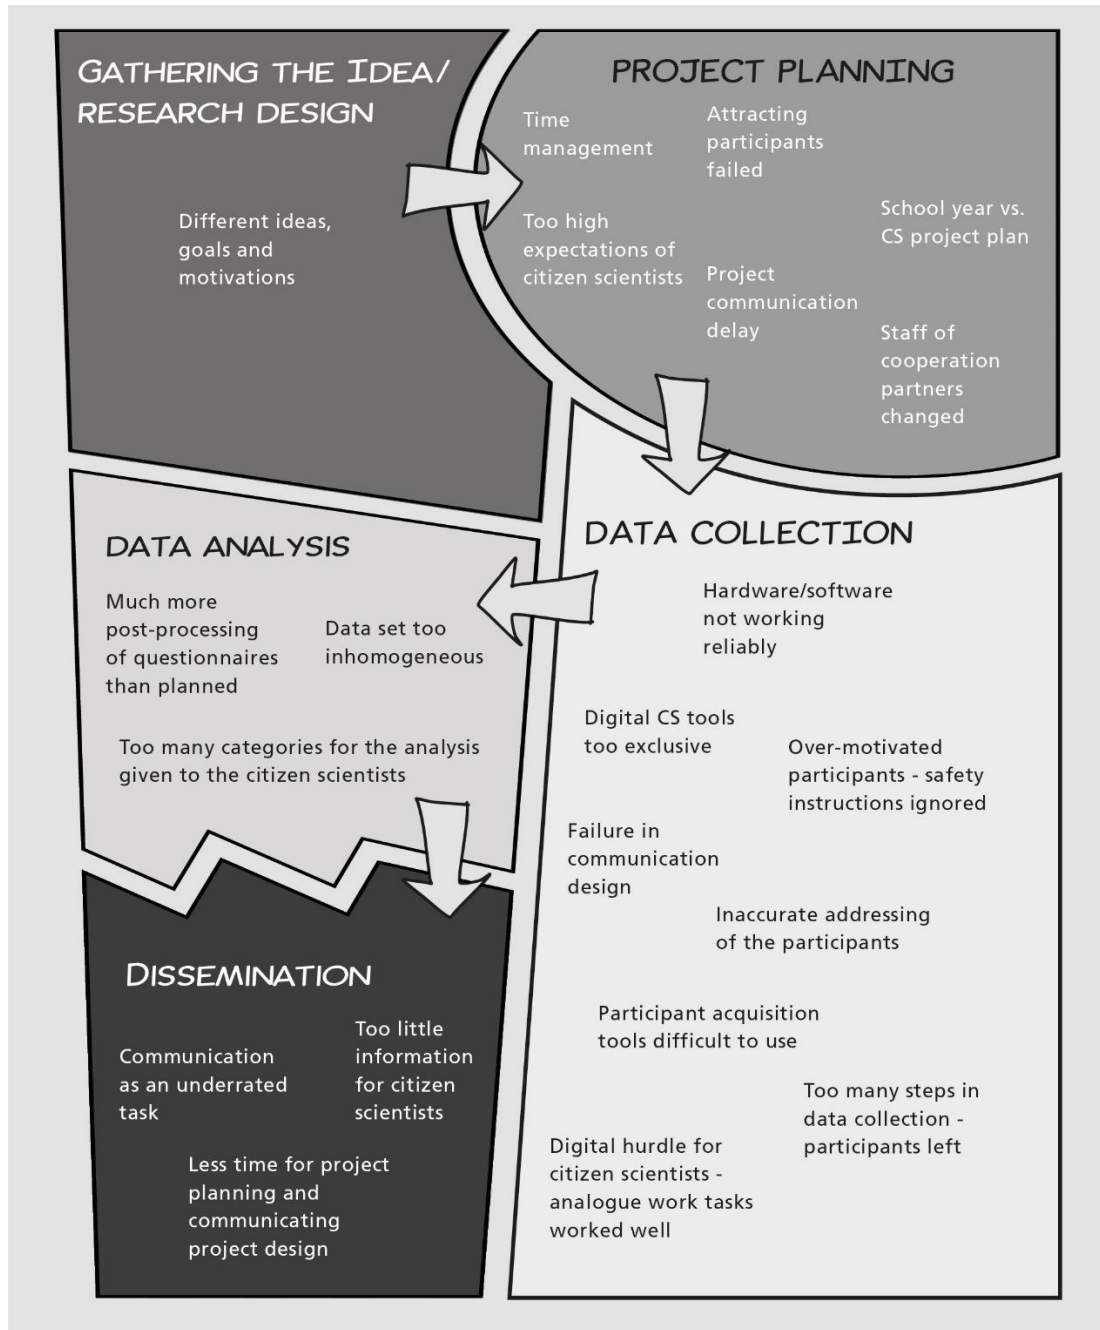 GATHERING THE IDEA/
RESEARCH DESIGN
Different ideas,
goals and
motivations
PROJECT PLANNING
Time
management
Attracting
participants
failed
School year vs.
CS project plan
Too high
expectations of
citizen scientists
Project
communication
delay
Staff of
cooperation
partners
changed
DATA COLLECTION
Hardware/software
not working
reliably
Digital CS tools
too exclusive
Over-motivated
participants - safety
instructions ignored
Failure in
communication
design
Inaccurate addressing
of the participants
Participant acquisition
tools difficult to use
Too many steps in
data collection -
participants left
Digital hurdle for
citizen scientists -
analogue work tasks
worked well
DATA ANALYSIS
Much more
post-processing
of questionnaires
than planned
Data set too
inhomogeneous
Too many categories for the analysis
given to the citizen scientists
DISSEMINATION
Communication
as an underrated
task
Too little
information
for citizen
scientists
Less time for project
planning and
communicating
project design